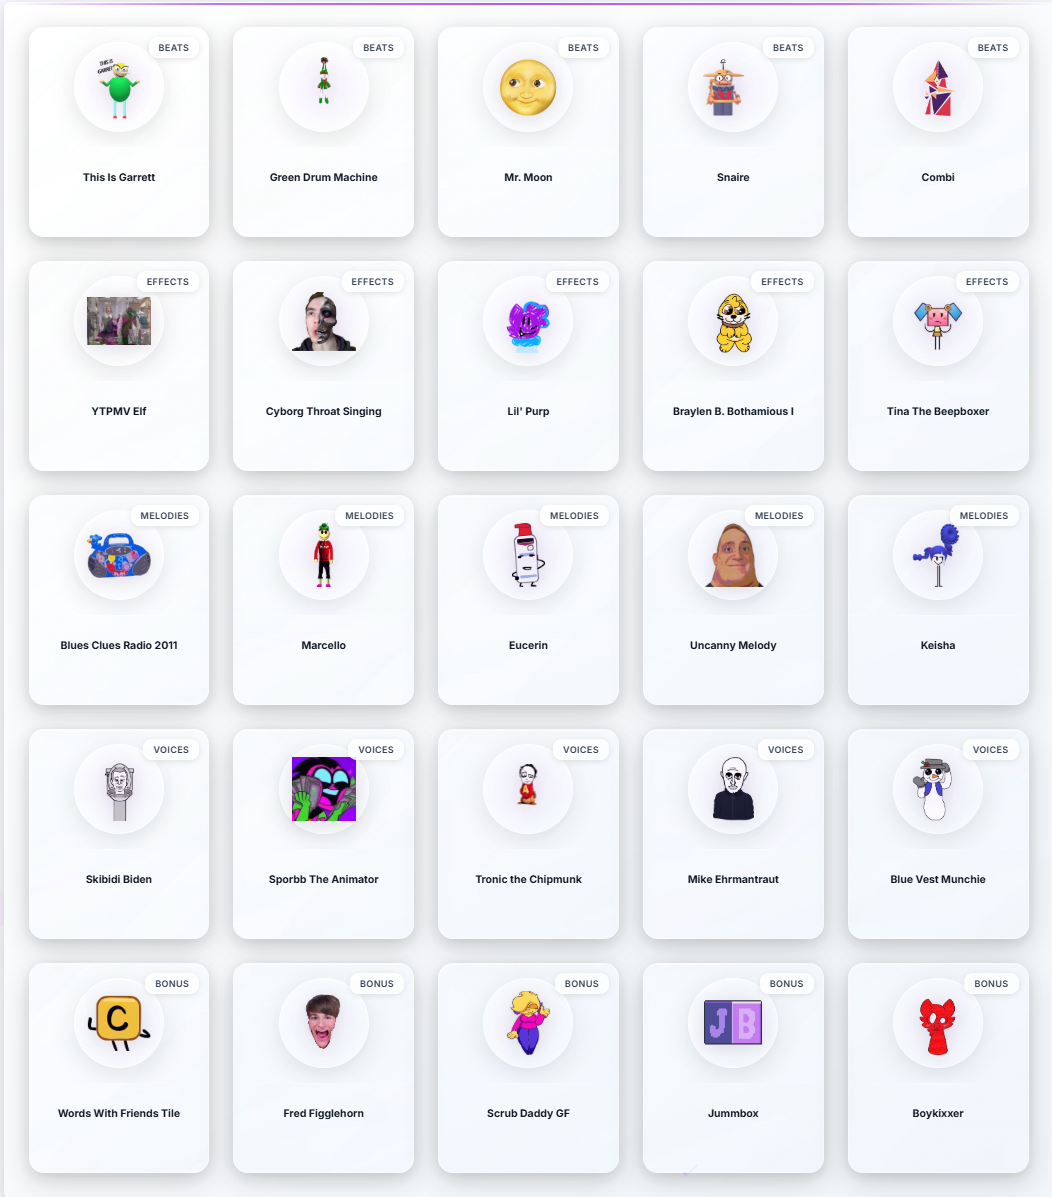 BEATS
THIS IS
GARRETT
This Is Garrett
BEATS
Green Drum Machine
BEATS
Mr. Moon
BEATS
Snaire
BEATS
Combi
EFFECTS
YTPMV Elf
EFFECTS
Cyborg Throat Singing
EFFECTS
Lil' Purp
EFFECTS
Braylen B. Bothamious I
EFFECTS
Tina The Beepboxer
MELODIES
Blues Clues Radio 2011
MELODIES
Marcello
MELODIES
Eucerin
MELODIES
Uncanny Melody
MELODIES
Keisha
VOICES
Skibidi Biden
VOICES
Sporbb The Animator
VOICES
A
Tronic the Chipmunk
VOICES
Mike Ehrmantraut
VOICES
Blue Vest Munchie
BONUS
C
Words With Friends Tile
BONUS
Fred Figglehorn
BONUS
Scrub Daddy GF
BONUS
JB
Jummbox
BONUS
Boykixxer